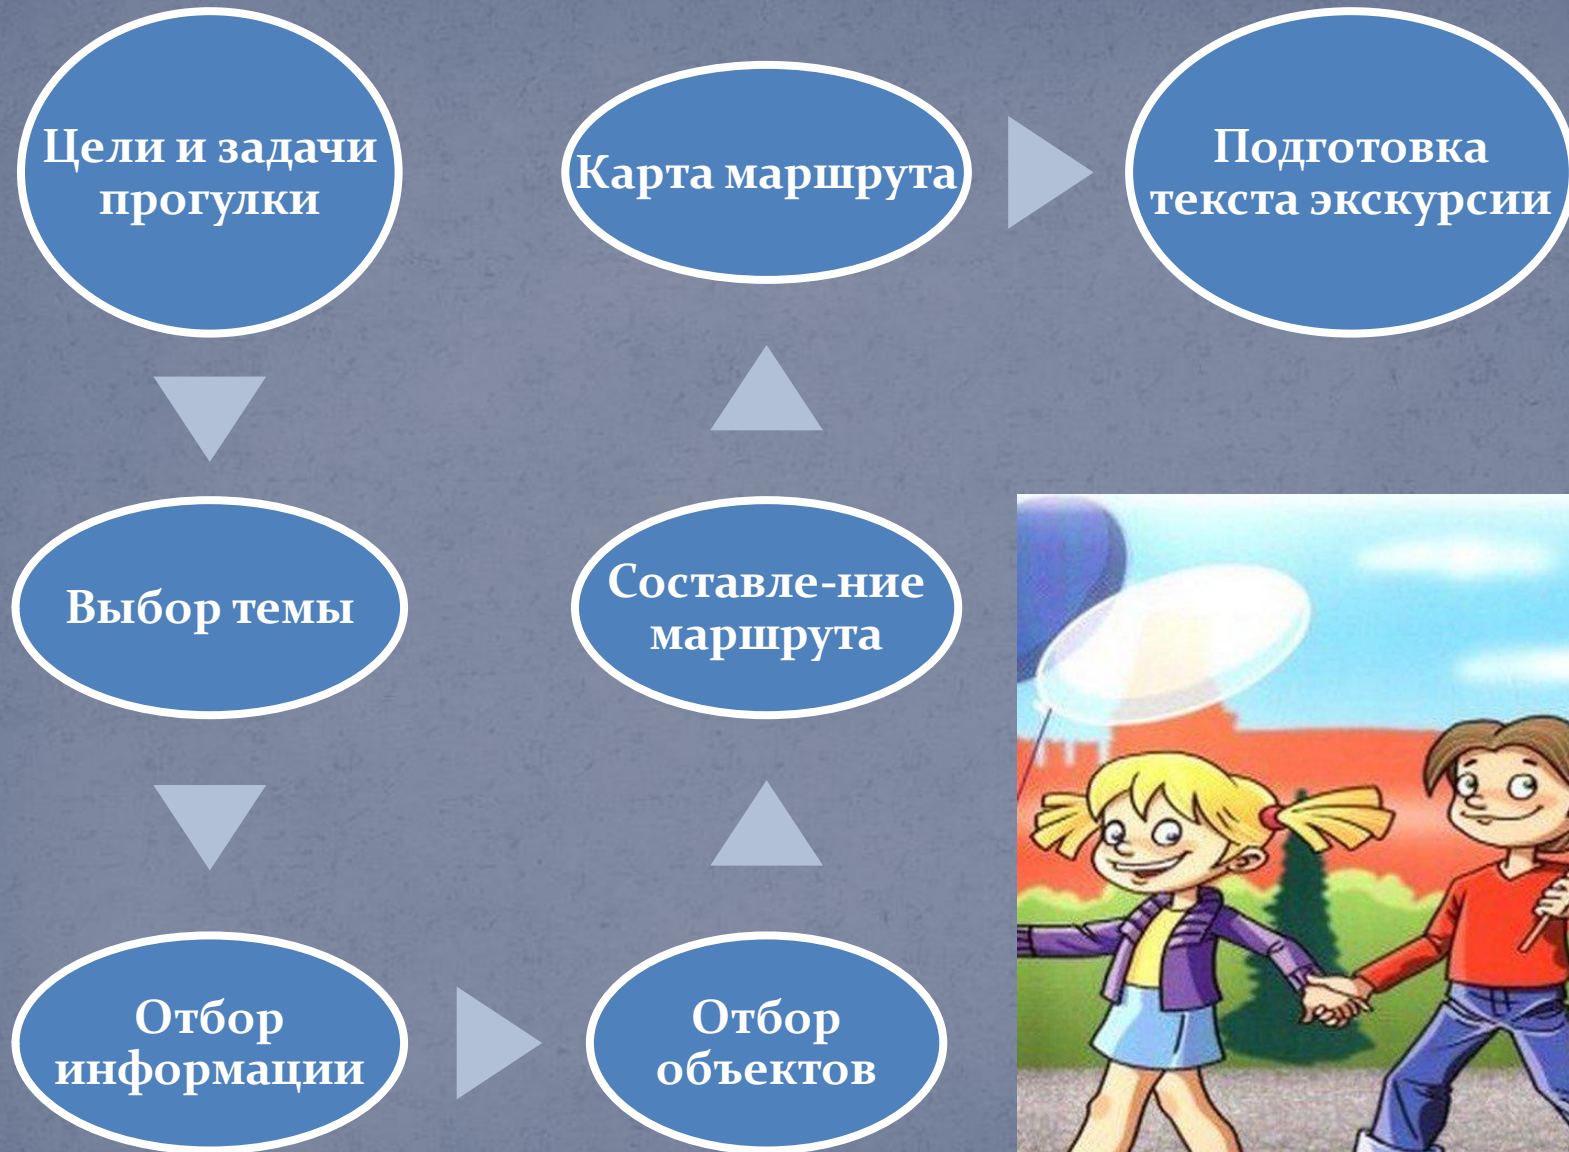 Цели и задачи
прогулки
Выбор темы
Отбор
информации
Отбор
объектов
Составле-ние
маршрута
Карта маршрута
Подготовка
текста экскурсии